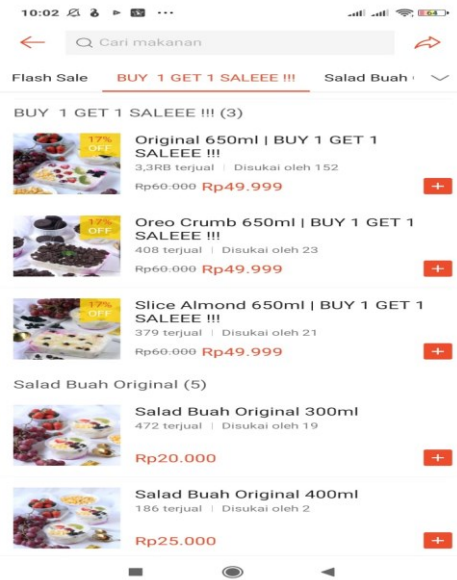 10:02
64
Cari makanan
Flash Sale BUY 1 GET 1 SALEEE !!! Salad Buah
BUY 1 GET 1 SALEEE !!! (3)
17%
OFF
Original 650ml | BUY 1 GET 1
SALEEE !!!
3,3RB terjual | Disukai oleh 152
Rp60.000 Rp49.999
17%
OFF
Oreo Crumb 650ml | BUY 1 GET 1
SALEEE !!!
408 terjual | Disukai oleh 23
Rp60.000 Rp49.999
17%
OFF
Slice Almond 650ml | BUY 1 GET 1
SALEEE !!!
379 terjual | Disukai oleh 21
Rp60.000 Rp49.999
Salad Buah Original (5)
Salad Buah Original 300ml
472 terjual | Disukai oleh 19
Rp20.000
Salad Buah Original 400ml
186 terjual | Disukai oleh 2
Rp25.000